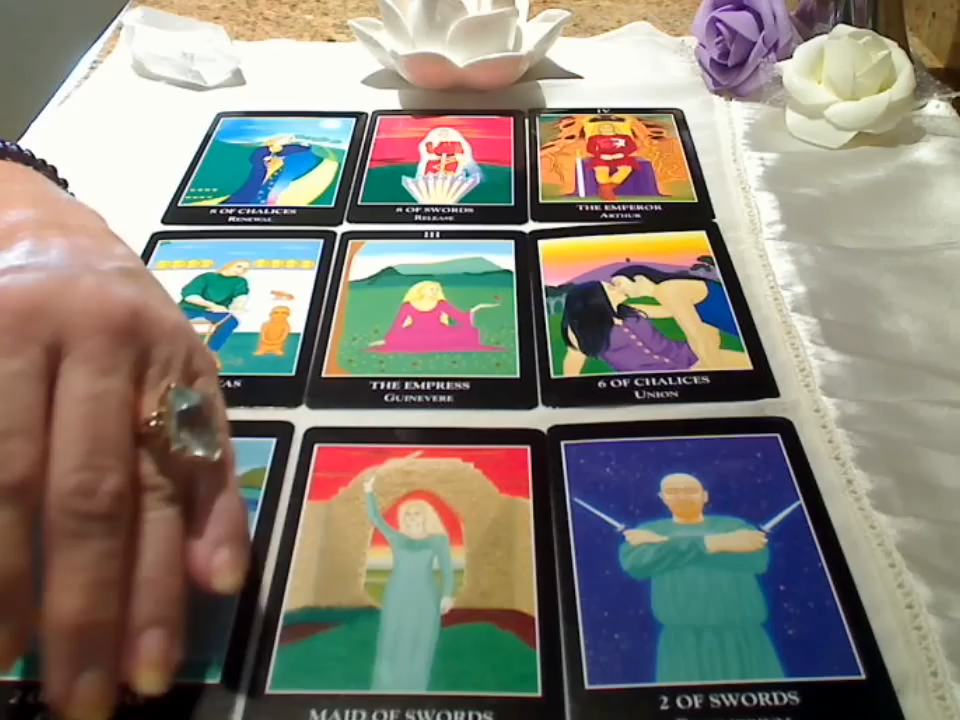 8 OF CHALICES
RENEWAL
8 OF SWORDS
RELEASE
IV
THE EMPEROR
ARTHUR
III
THE EMPRESS
GUINEVERE
6 OF CHALICES
UNION
2
MAID OF SWORDS
2 OF SWORDS